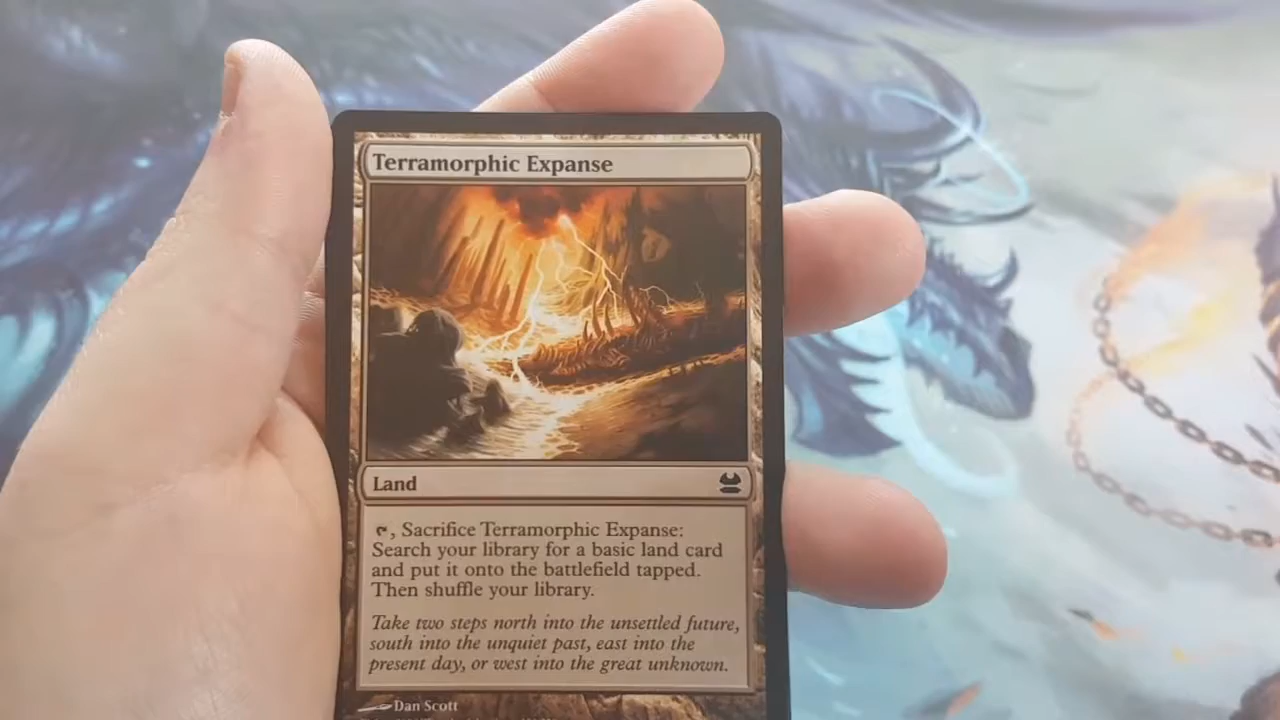 Terramorphic Expanse
Land
, Sacrifice Terramorphic Expanse:
Search your library for a basic land card
and put it onto the battlefield tapped.
Then shuffle your library.
Take two steps north into the unsettled future,
south into the unquiet past, east into the
present day, or west into the great unknown.
Dan Scott